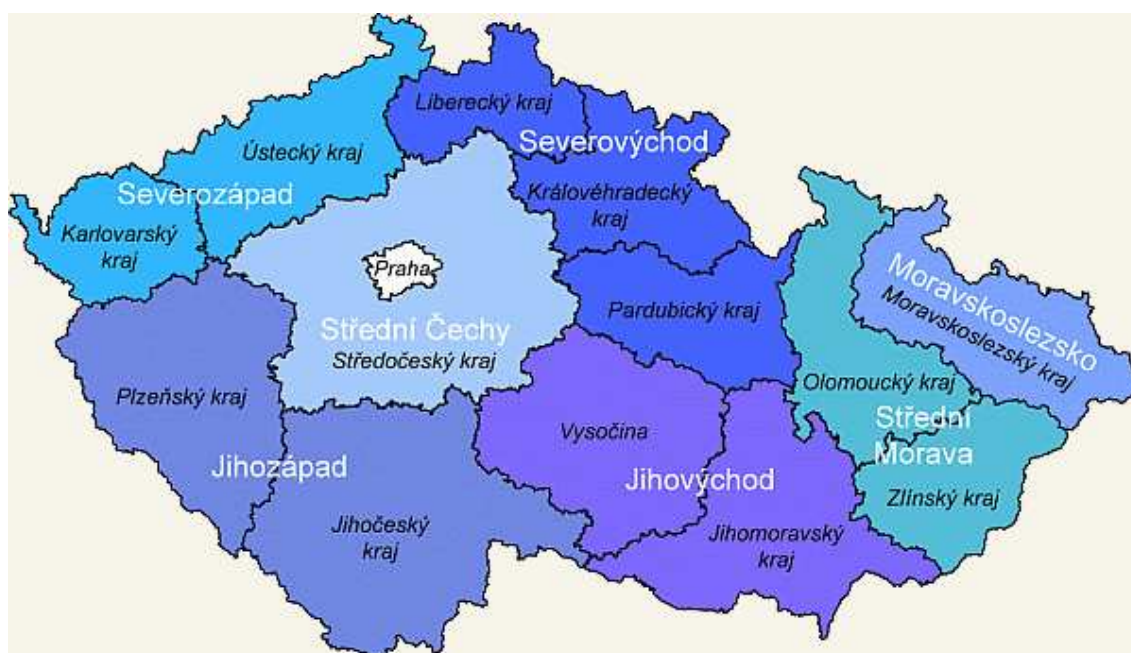 Liberecký kraj
Severovýchod
Ústecký kraj
Severozápad
Královéhradecký
kraj
Karlovarský
kraj
Praha
Moravskoslezsko
Moravskoslezský kraj
Pardubický kraj
Střední Čechy
Středočeský kraj
Plzeňský kraj
Olomoucký kraj
Střední
Morava
Vysočina
Jihozápad
Jihovýchod
Zlínský kraj
Jihočeský
kraj
Jihomoravský
kraj